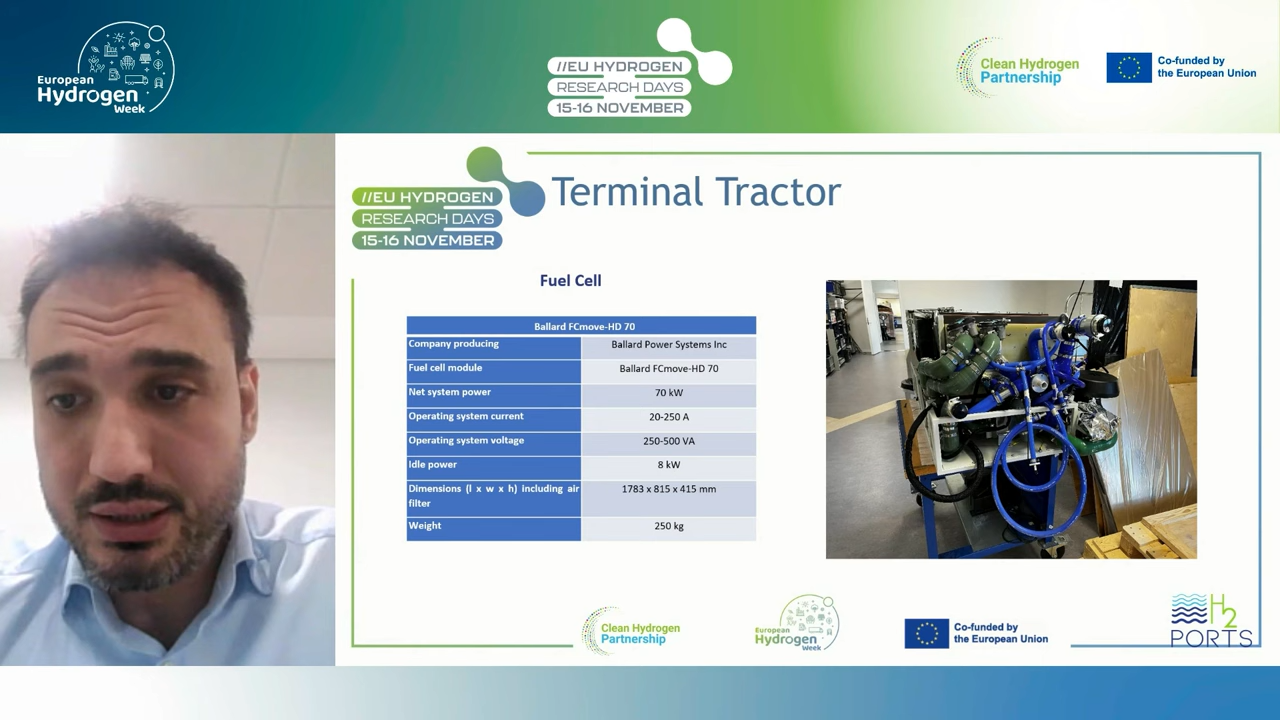 European
Hydrogen
Week
//EU HYDROGEN
RESEARCH DAYS
15-16 NOVEMBER
Clean Hydrogen
Partnership
Co-funded by
the European Union
//EU HYDROGEN
RESEARCH DAYS
15-16 NOVEMBER
Terminal Tractor
Fuel Cell
Ballard FCmove-HD 70
Company producing Ballard Power Systems Inc
Fuel cell module Ballard FCmove-HD 70
Net system power 70 kW
Operating system current 20-250 A
Operating system voltage 250-500 VA
Idle power 8 kW
Dimensions (l x w x h) including air 1783 x 815 x 415 mm
filter
Weight 250 kg
Clean Hydrogen
Partnership
European
Hydrogen
Week
Co-funded by
the European Union
H2
PORTS